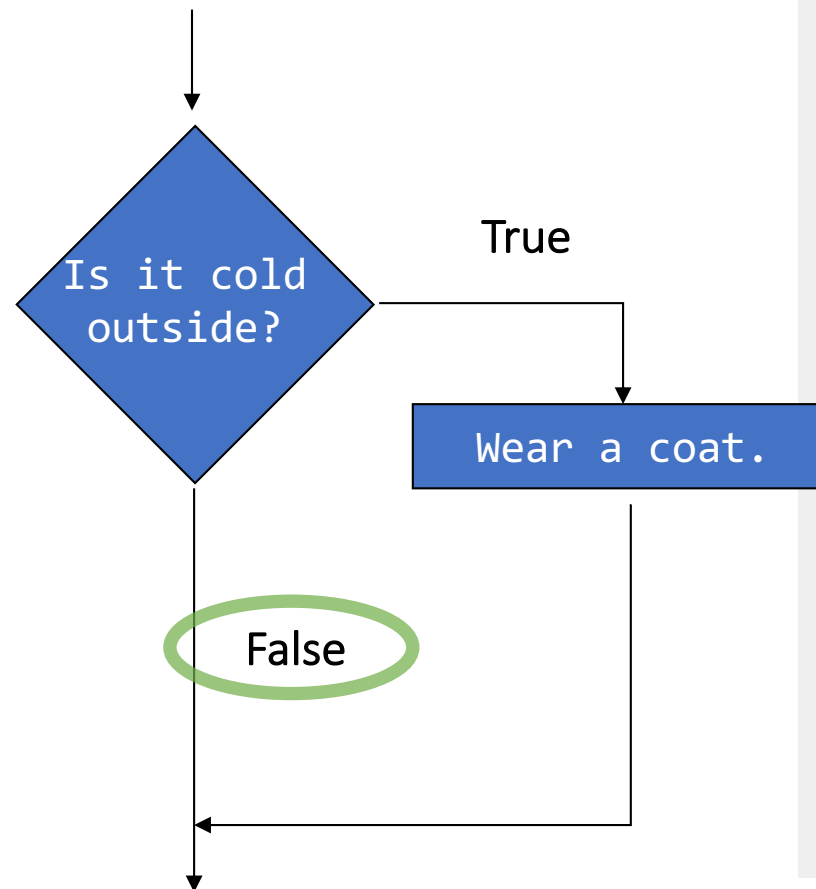 True
Is it cold
outside?
Wear a coat.
False